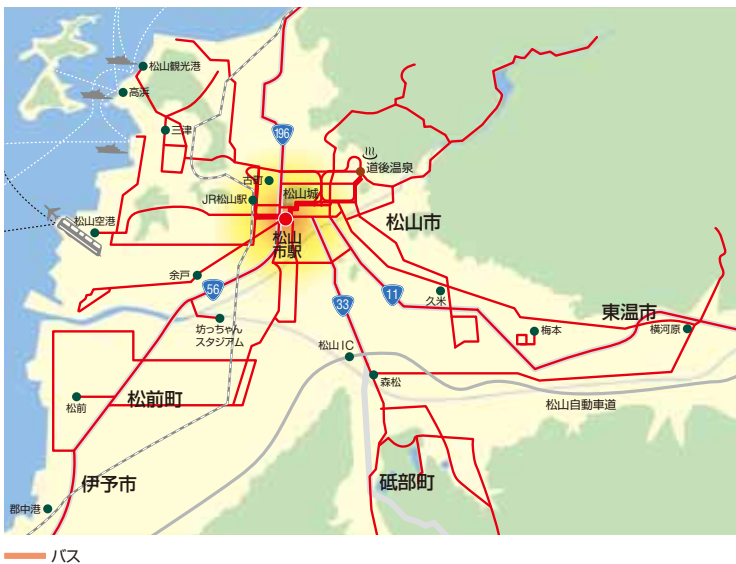 松山観光港
高浜
三津
196
古町
道後温泉
JR松山駅
松山城
松山空港
松山
市駅
松山市
余戸
56
33
11
久米
東温市
坊っちゃん
スタジアム
梅本
横河原
松山IC
森松
松前
松前町
松山自動車道
伊予市
砥部町
郡中港
バス